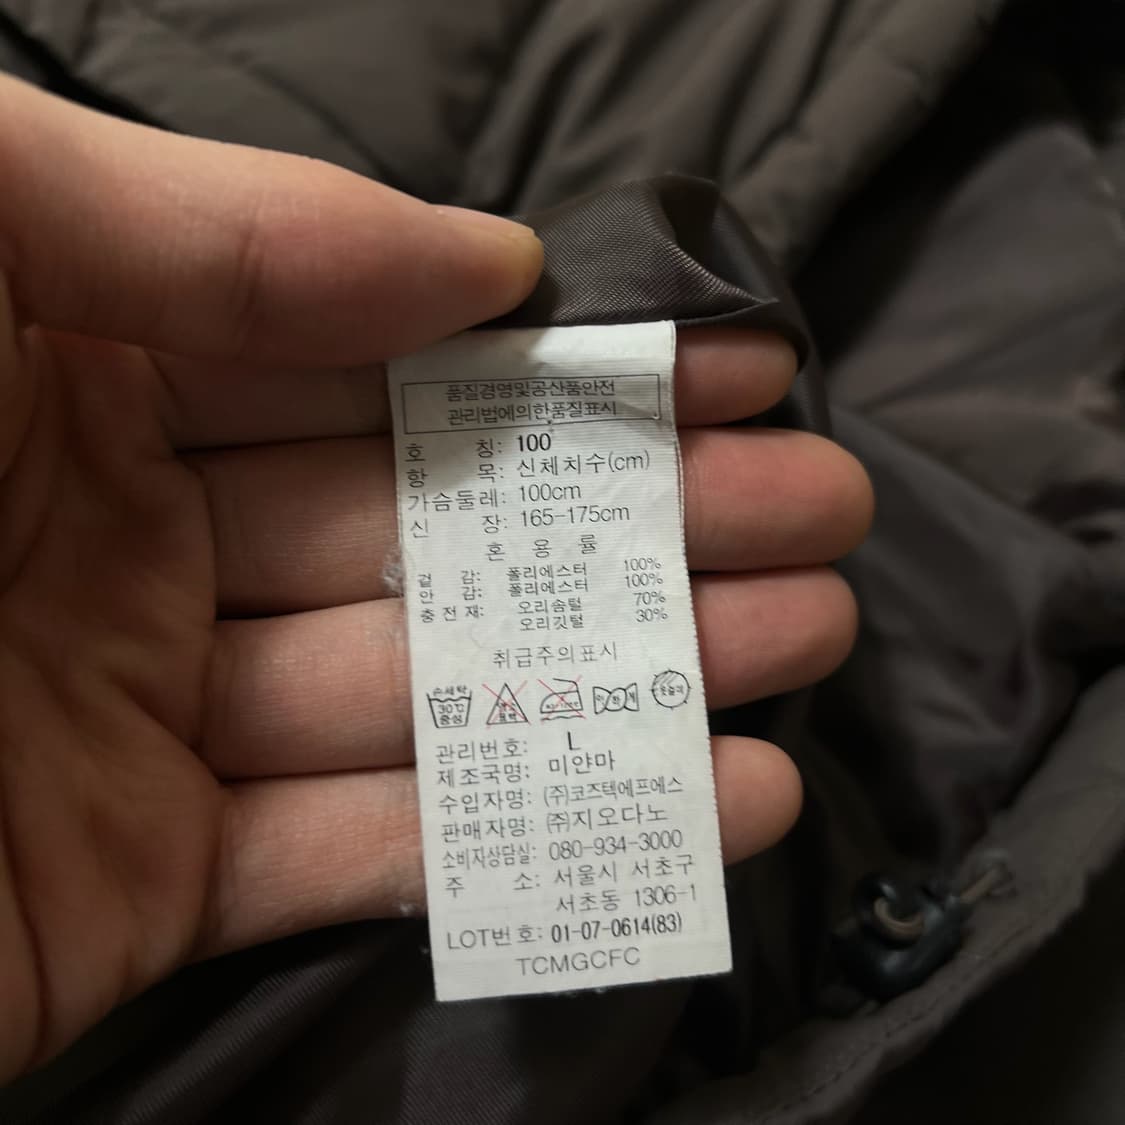 품질경영및공산품안전
관리법에의한품질표시
호 칭: 100
항 목: 신체치수(cm)
가슴둘레: 100cm
신 장: 165-175cm
혼 용 률
겉 감: 폴리에스터 100%
안 감: 폴리에스터 100%
충 전 재: 오리솜털 70%
오리깃털 30%
취급주의표시
손세탁
30℃
중성
관리번호: L
제조국명: 미얀마
수입자명: (주)코즈텍에프에스
판매자명: (주)지오다노
소비자상담실: 080-934-3000
주 소: 서울시 서초구
서초동 1306-1
LOT번호: 01-07-0614(83)
TCMGCFC